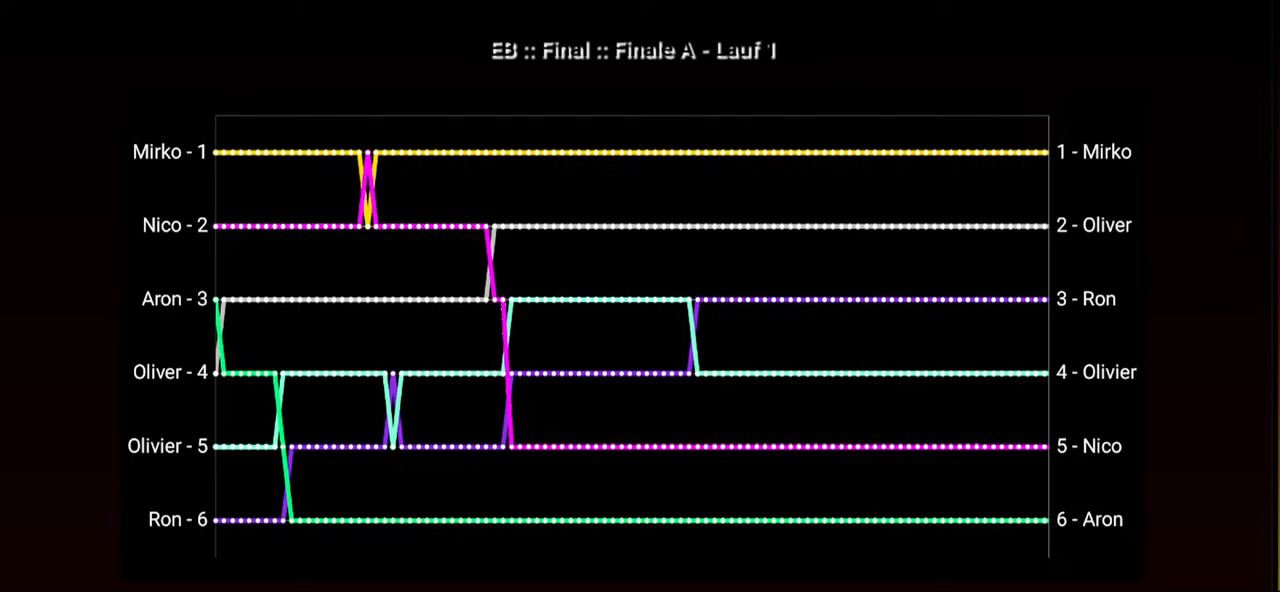 EB :: Final :: Finale A - Lauf 1
Mirko - 1
1 - Mirko
Nico - 2
2 - Oliver
Aron - 3
3 - Ron
Oliver - 4
4 - Olivier
Olivier - 5
5 - Nico
Ron - 6
6 - Aron